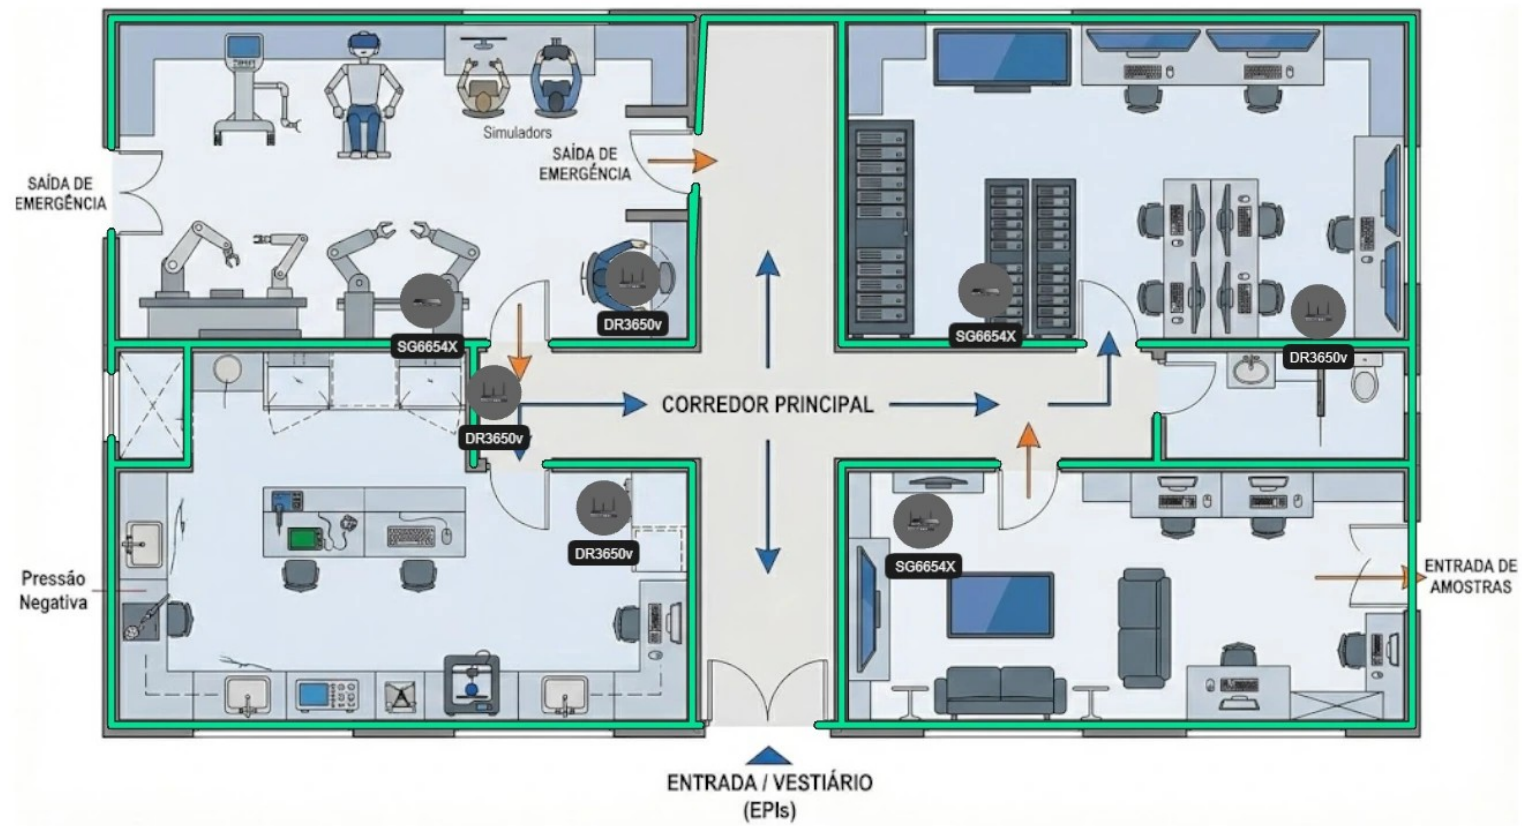 Simuladors
SAÍDA DE
EMERGÊNCIA
SAÍDA DE
EMERGÊNCIA
SG6654X
DR3650v
SG6654X
DR3650v
DR3650v
CORREDOR PRINCIPAL
DR3650v
SG6654X
Pressão
Negativa
ENTRADA DE
AMOSTRAS
ENTRADA / VESTIÁRIO
(EPIs)